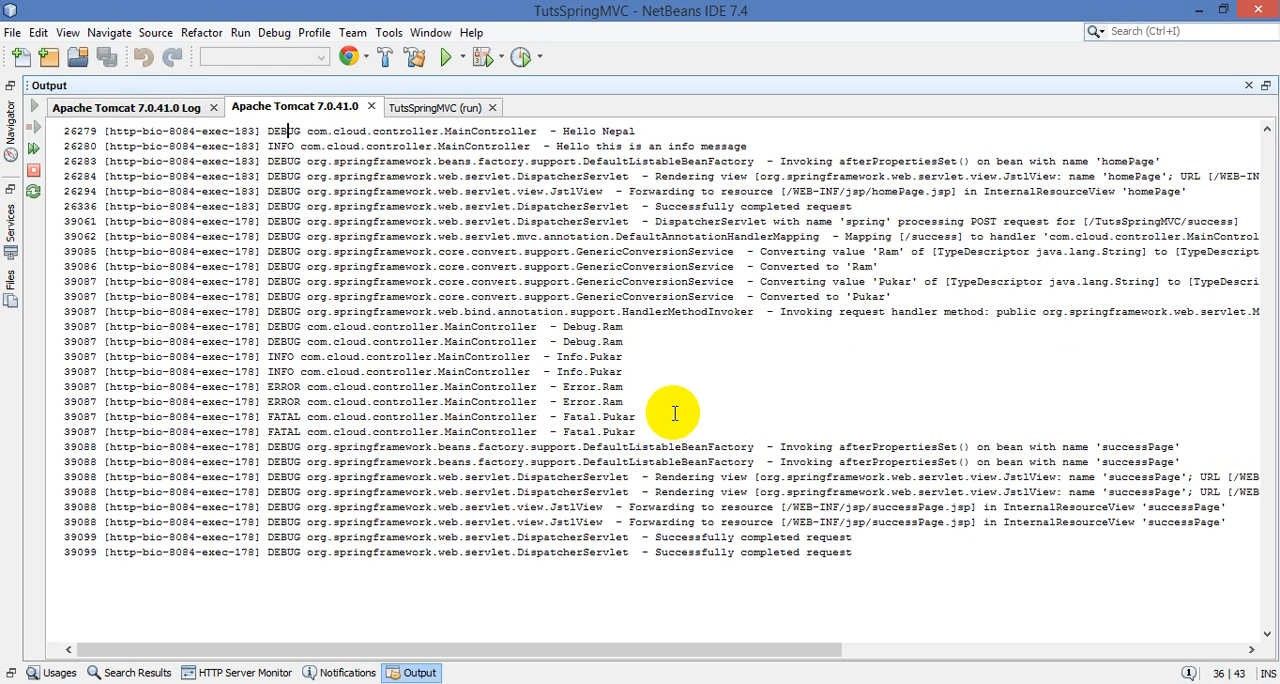 TutsSpringMVC - NetBeans IDE 7.4
File Edit View Navigate Source Refactor Run Debug Profile Team Tools Window Help
Search (Ctrl+I)
Output
Apache Tomcat 7.0.41.0 Log Apache Tomcat 7.0.41.0 TutsSpringMVC (run)
Navigator
Services
Files
26279 [http-bio-8084-exec-183] DEBUG com.cloud.controller.MainController - Hello Nepal
26280 [http-bio-8084-exec-183] INFO com.cloud.controller.MainController - Hello this is an info message
26283 [http-bio-8084-exec-183] DEBUG org.springframework.beans.factory.support.DefaultListableBeanFactory - Invoking afterPropertiesSet() on bean with name 'homePage'
26284 [http-bio-8084-exec-183] DEBUG org.springframework.web.servlet.DispatcherServlet - Rendering view [org.springframework.web.servlet.view.JstlView: name 'homePage'; URL [/WEB-IN
26294 [http-bio-8084-exec-183] DEBUG org.springframework.web.servlet.view.JstlView - Forwarding to resource [/WEB-INF/jsp/homePage.jsp] in InternalResourceView 'homePage'
26336 [http-bio-8084-exec-183] DEBUG org.springframework.web.servlet.DispatcherServlet - Successfully completed request
39061 [http-bio-8084-exec-178] DEBUG org.springframework.web.servlet.DispatcherServlet - DispatcherServlet with name 'spring' processing POST request for [/TutsSpringMVC/success]
39062 [http-bio-8084-exec-178] DEBUG org.springframework.web.servlet.mvc.annotation.DefaultAnnotationHandlerMapping - Mapping [/success] to handler 'com.cloud.controller.MainControl
39085 [http-bio-8084-exec-178] DEBUG org.springframework.core.convert.support.GenericConversionService - Converting value 'Ram' of [TypeDescriptor java.lang.String] to [TypeDescript
39086 [http-bio-8084-exec-178] DEBUG org.springframework.core.convert.support.GenericConversionService - Converted to 'Ram'
39087 [http-bio-8084-exec-178] DEBUG org.springframework.core.convert.support.GenericConversionService - Converting value 'Pukar' of [TypeDescriptor java.lang.String] to [TypeDescri
39087 [http-bio-8084-exec-178] DEBUG org.springframework.core.convert.support.GenericConversionService - Converted to 'Pukar'
39087 [http-bio-8084-exec-178] DEBUG org.springframework.web.bind.annotation.support.HandlerMethodInvoker - Invoking request handler method: public org.springframework.web.servlet.M
39087 [http-bio-8084-exec-178] DEBUG com.cloud.controller.MainController - Debug.Ram
39087 [http-bio-8084-exec-178] DEBUG com.cloud.controller.MainController - Debug.Ram
39087 [http-bio-8084-exec-178] INFO com.cloud.controller.MainController - Info.Pukar
39087 [http-bio-8084-exec-178] INFO com.cloud.controller.MainController - Info.Pukar
39087 [http-bio-8084-exec-178] ERROR com.cloud.controller.MainController - Error.Ram
39087 [http-bio-8084-exec-178] ERROR com.cloud.controller.MainController - Error.Ram
39087 [http-bio-8084-exec-178] FATAL com.cloud.controller.MainController - Fatal.Pukar
39087 [http-bio-8084-exec-178] FATAL com.cloud.controller.MainController - Fatal.Pukar
39088 [http-bio-8084-exec-178] DEBUG org.springframework.beans.factory.support.DefaultListableBeanFactory - Invoking afterPropertiesSet() on bean with name 'successPage'
39088 [http-bio-8084-exec-178] DEBUG org.springframework.beans.factory.support.DefaultListableBeanFactory - Invoking afterPropertiesSet() on bean with name 'successPage'
39088 [http-bio-8084-exec-178] DEBUG org.springframework.web.servlet.DispatcherServlet - Rendering view [org.springframework.web.servlet.view.JstlView: name 'successPage'; URL [/WEB
39088 [http-bio-8084-exec-178] DEBUG org.springframework.web.servlet.DispatcherServlet - Rendering view [org.springframework.web.servlet.view.JstlView: name 'successPage'; URL [/WEB
39088 [http-bio-8084-exec-178] DEBUG org.springframework.web.servlet.view.JstlView - Forwarding to resource [/WEB-INF/jsp/successPage.jsp] in InternalResourceView 'successPage'
39088 [http-bio-8084-exec-178] DEBUG org.springframework.web.servlet.view.JstlView - Forwarding to resource [/WEB-INF/jsp/successPage.jsp] in InternalResourceView 'successPage'
39099 [http-bio-8084-exec-178] DEBUG org.springframework.web.servlet.DispatcherServlet - Successfully completed request
39099 [http-bio-8084-exec-178] DEBUG org.springframework.web.servlet.DispatcherServlet - Successfully completed request
Usages Search Results HTTP Server Monitor Notifications Output 1 36 | 43 INS